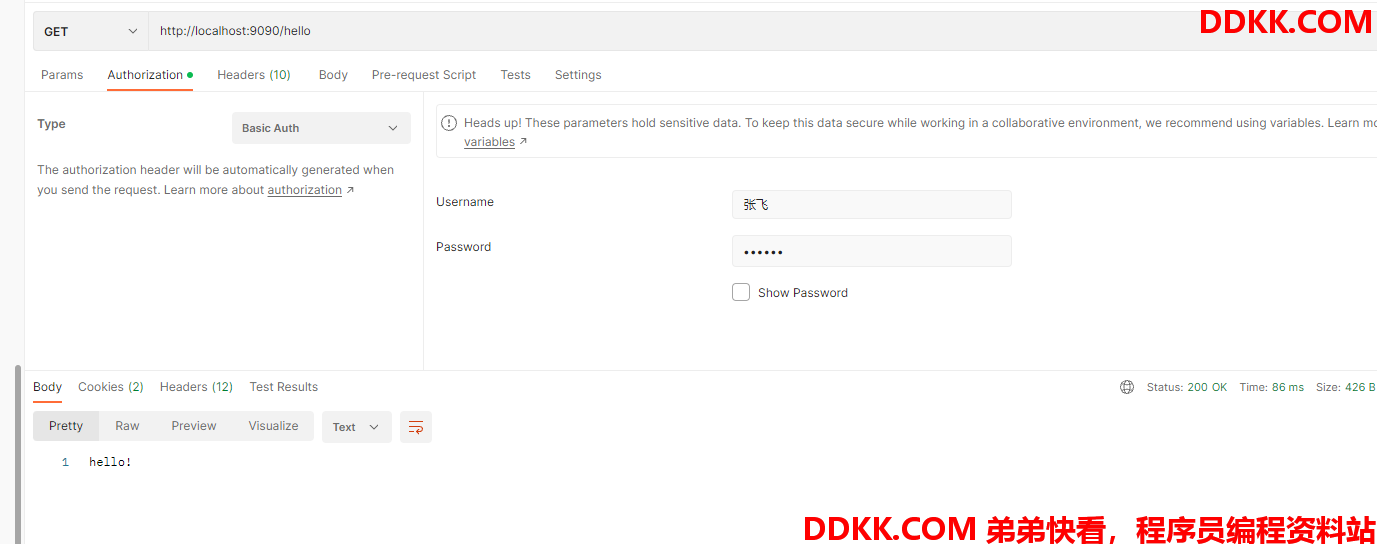 DDKK.COM
GET http://localhost:9090/hello
Params Authorization Headers (10) Body Pre-request Script Tests Settings
Type Basic Auth
The authorization header will be automatically generated when
you send the request. Learn more about authorization ↗
Heads up! These parameters hold sensitive data. To keep this data secure while working in a collaborative environment, we recommend using variables. Learn mo
variables ↗
Username 张飞
Password ••••••
Show Password
Body Cookies (2) Headers (12) Test Results Status: 200 OK Time: 86 ms Size: 426 B
Pretty Raw Preview Visualize Text
1 hello!
DDKK.COM 弟弟快看，程序员编程资料站